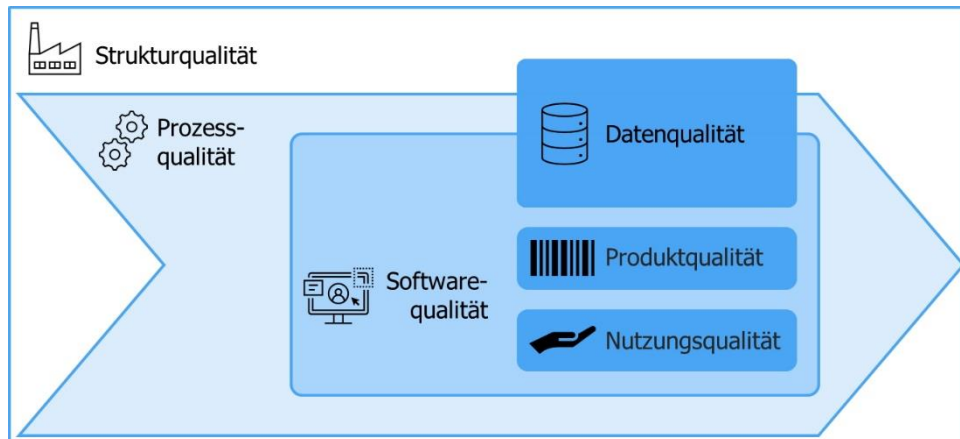 Strukturqualität
Prozess-
qualität
Datenqualität
Produktqualität
Software-
qualität
Nutzungsqualität